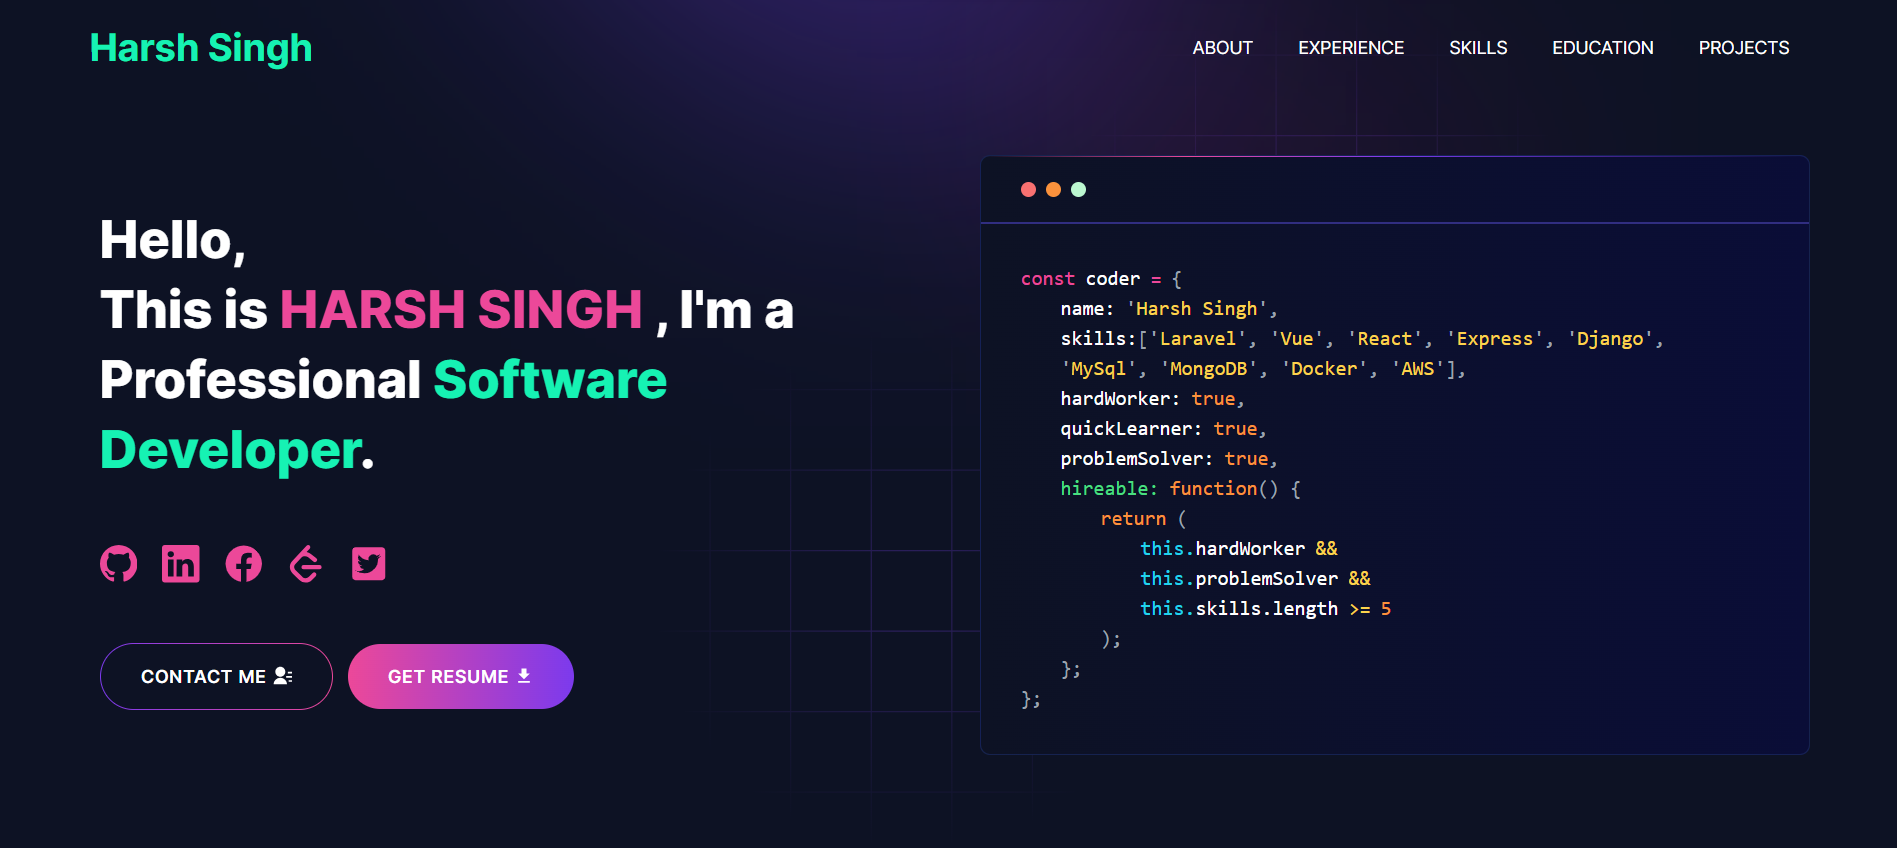 Harsh Singh
ABOUT
EXPERIENCE
SKILLS
EDUCATION
PROJECTS
Hello,
This is HARSH SINGH , I'm a
Professional Software
Developer.
CONTACT ME
GET RESUME
const coder = {
name: 'Harsh Singh',
skills:['Laravel', 'Vue', 'React', 'Express', 'Django',
'MySql', 'MongoDB', 'Docker', 'AWS'],
hardWorker: true,
quickLearner: true,
problemSolver: true,
hireable: function() {
return (
this.hardWorker &&
this.problemSolver &&
this.skills.length >= 5
);
};
};